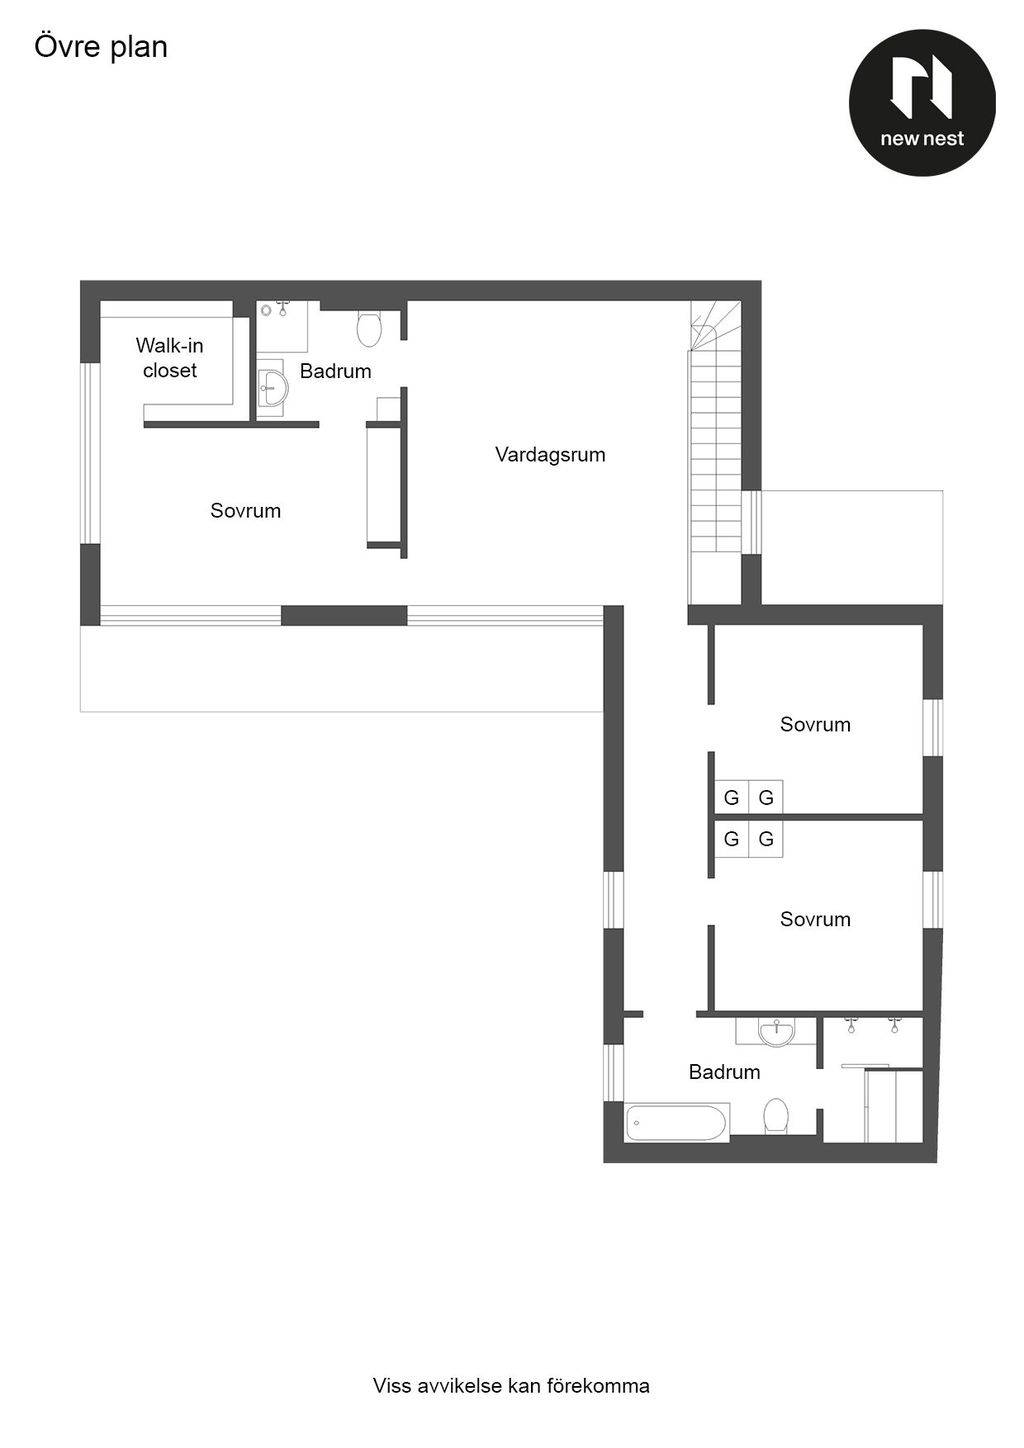 Övre plan
new nest
Walk-in
closet
Badrum
Vardagsrum
Sovrum
Sovrum
G G
G G
Sovrum
Badrum
Viss avvikelse kan förekomma